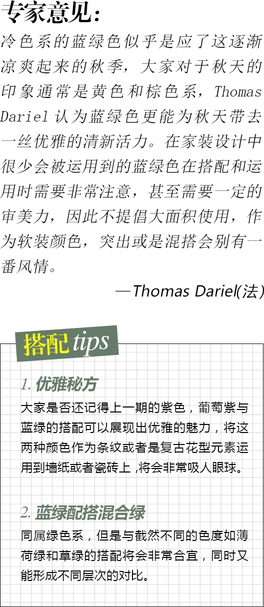 专家意见：
冷色系的蓝绿色似乎是应了这逐渐
凉爽起来的秋季，大家对于秋天的
印象通常是黄色和棕色系，Thomas
Dariel 认为蓝绿色更能为秋天带去
一丝优雅的清新活力。在家装设计中
很少会被运用到的蓝绿色在搭配和运
用时需要非常注意，甚至需要一定的
审美力，因此不提倡大面积使用，作
为软装颜色，突出或是混搭会别有一
番风情。
—Thomas Dariel(法)
搭配 tips
1. 优雅秘方
大家是否还记得上一期的紫色，葡萄紫与
蓝绿的搭配可以展现出优雅的魅力，将这
两种颜色作为条纹或者是复古花型元素运
用到墙纸或者瓷砖上，将会非常吸人眼球。
2. 蓝绿配搭混合绿
同属绿色系，但是与截然不同的色度如薄
荷绿和草绿的搭配将会非常合宜，同时又
能形成不同层次的对比。